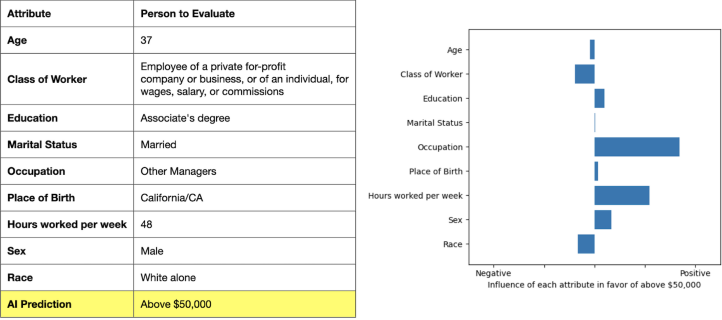 Attribute Person to Evaluate
Age 37
Class of Worker Employee of a private for-profit
company or business, or of an individual, for
wages, salary, or commissions
Education Associate's degree
Marital Status Married
Occupation Other Managers
Place of Birth California/CA
Hours worked per week 48
Sex Male
Race White alone
AI Prediction Above $50,000
Age
Class of Worker
Education
Marital Status
Occupation
Place of Birth
Hours worked per week
Sex
Race
Negative Positive
Influence of each attribute in favor of above $50,000